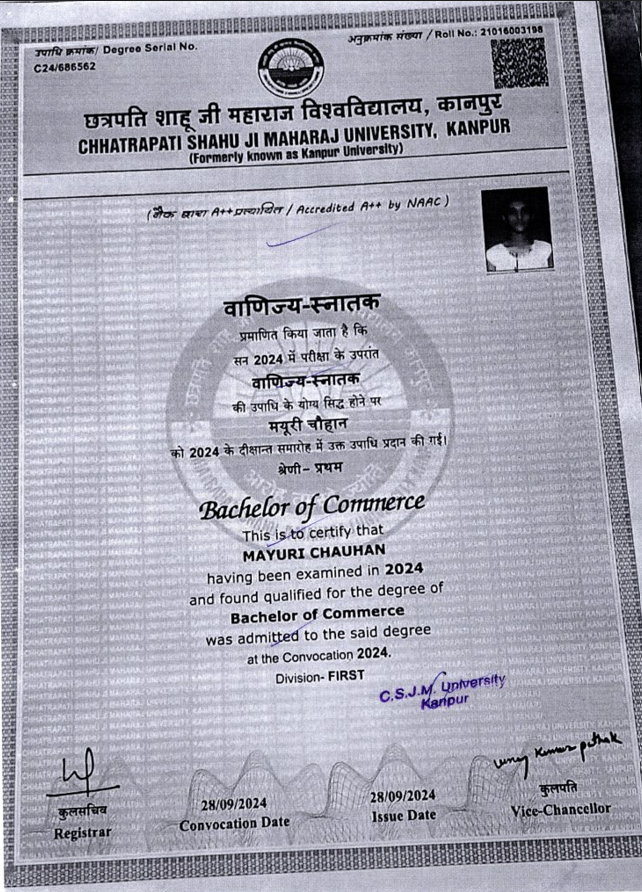 उपाधि क्रमांक/ Degree Serial No.
C24/686562
अनुक्रमांक संख्या / Roll No.: 21016003198
छत्रपति शाहू जी महाराज विश्वविद्यालय, कानपुर
CHHATRAPATI SHAHU JI MAHARAJ UNIVERSITY, KANPUR
(Formerly known as Kanpur University)
(नैक द्वारा A++ प्रत्यायित / Accredited A++ by NAAC)
वाणिज्य-स्नातक
प्रमाणित किया जाता है कि
सन 2024 में परीक्षा के उपरांत
वाणिज्य-स्नातक
की उपाधि के योग्य सिद्ध होने पर
मयूरी चौहान
को 2024 के दीक्षान्त समारोह में उक्त उपाधि प्रदान की गई।
श्रेणी– प्रथम
Bachelor of Commerce
This is to certify that
MAYURI CHAUHAN
having been examined in 2024
and found qualified for the degree of
Bachelor of Commerce
was admitted to the said degree
at the Convocation 2024.
Division- FIRST
C.S.J.M. University
Kanpur
कुलसचिव
Registrar
28/09/2024
Convocation Date
28/09/2024
Issue Date
कुलपति
Vice-Chancellor